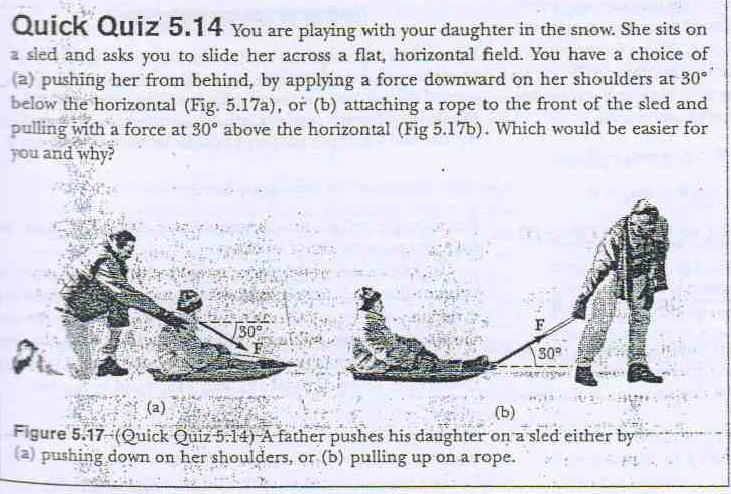 Quick Quiz 5.14 You are playing with your daughter in the snow. She sits on
a sled and asks you to slide her across a flat, horizontal field. You have a choice of
(a) pushing her from behind, by applying a force downward on her shoulders at 30°
below the horizontal (Fig. 5.17a), or (b) attaching a rope to the front of the sled and
pulling with a force at 30° above the horizontal (Fig 5.17b). Which would be easier for
you and why?
30°
F
F
30°
(a)
(b)
Figure 5.17 (Quick Quiz 5.14) A father pushes his daughter on a sled either by
(a) pushing down on her shoulders, or (b) pulling up on a rope.